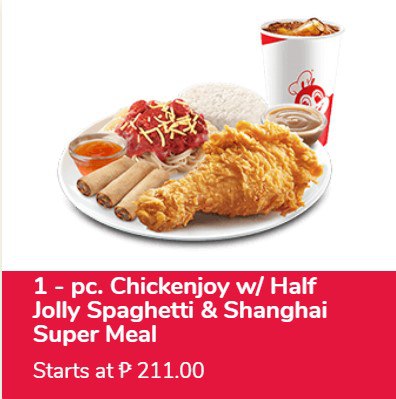 1 - pc. Chickenjoy w/ Half
Jolly Spaghetti & Shanghai
Super Meal
Starts at ₱ 211.00